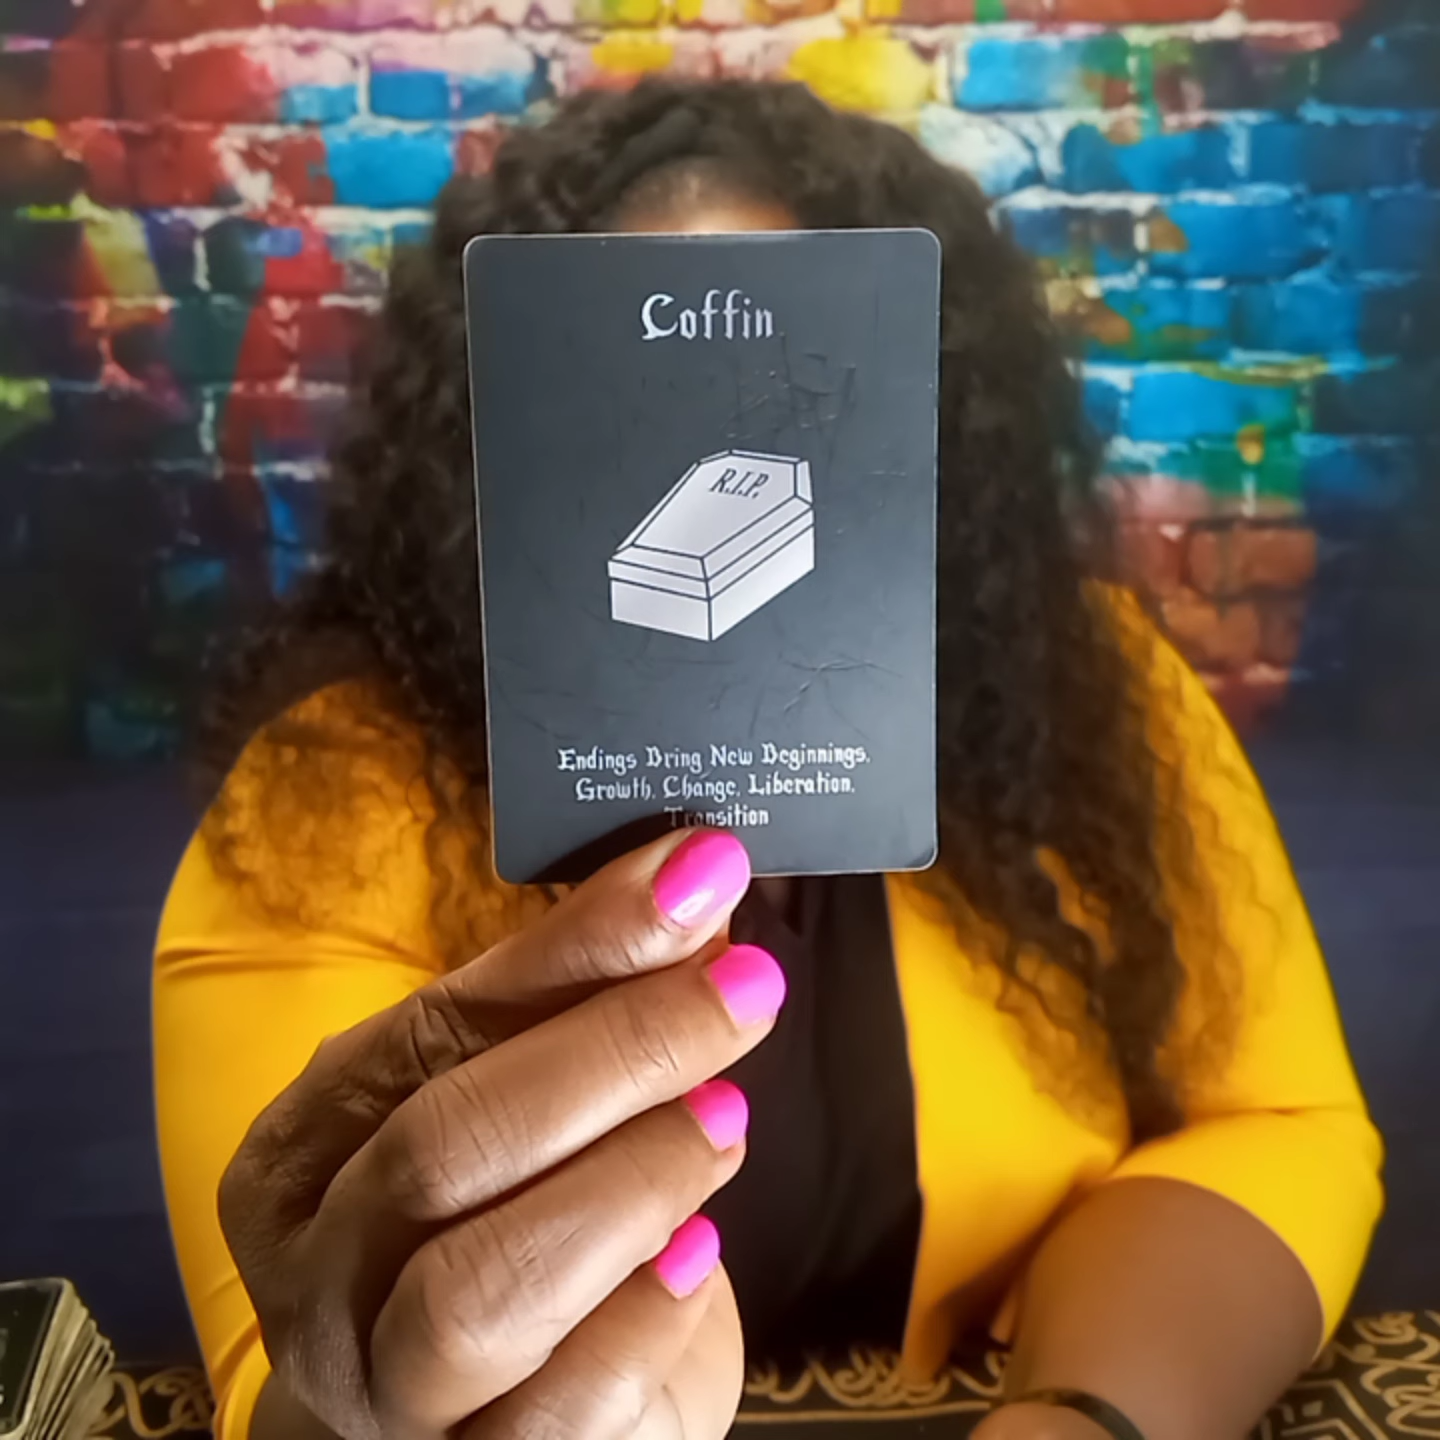 Coffin
R.I.P.
Endings Bring New Beginnings,
Growth, Change, Liberation,
Transition